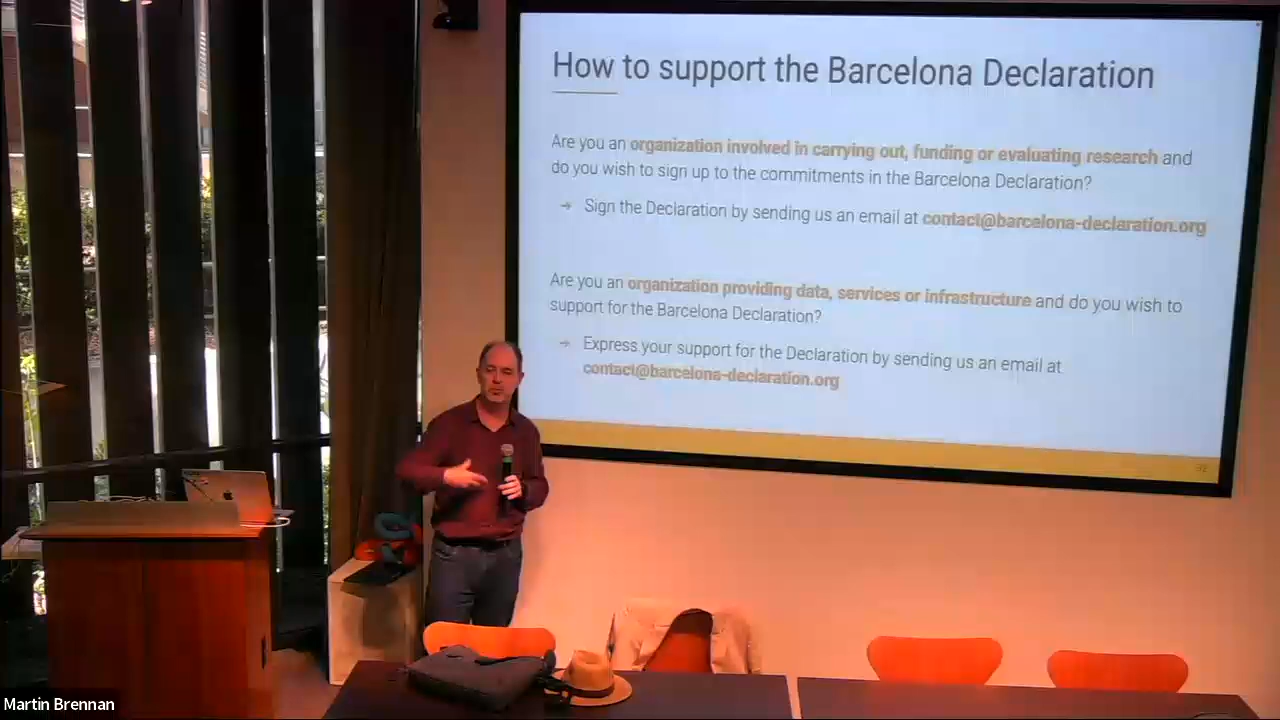 How to support the Barcelona Declaration
Are you an organization involved in carrying out, funding or evaluating research and
do you wish to sign up to the commitments in the Barcelona Declaration?
→ Sign the Declaration by sending us an email at contact@barcelona-declaration.org
Are you an organization providing data, services or infrastructure and do you wish to
support for the Barcelona Declaration?
→ Express your support for the Declaration by sending us an email at
contact@barcelona-declaration.org
Martin Brennan